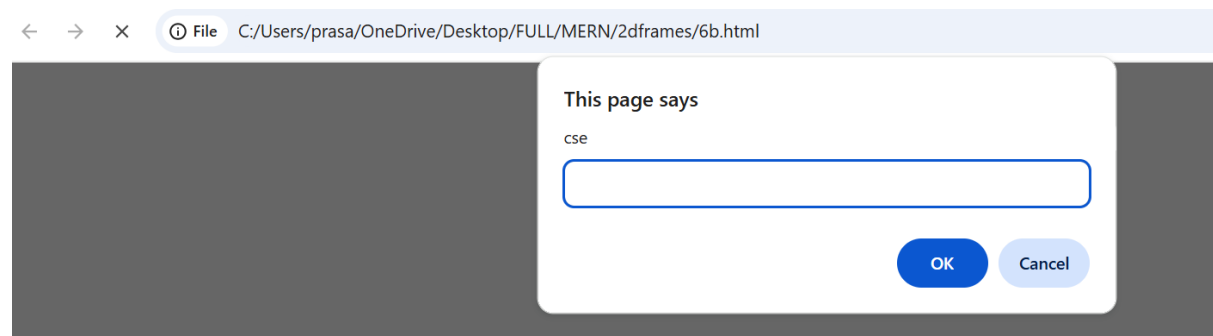 File C:/Users/prasa/OneDrive/Desktop/FULL/MERN/2dframes/6b.html
This page says
cse
OK Cancel